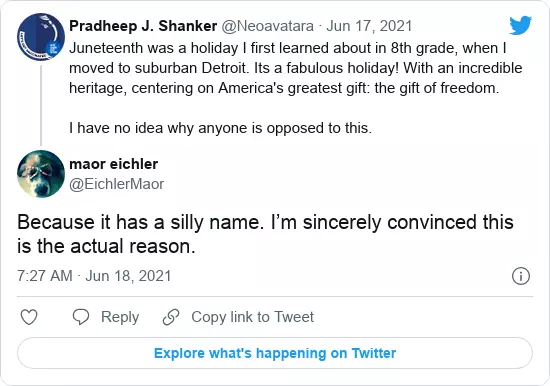 Pradheep J. Shanker @Neoavatara · Jun 17, 2021
Juneteenth was a holiday I first learned about in 8th grade, when I
moved to suburban Detroit. Its a fabulous holiday! With an incredible
heritage, centering on America's greatest gift: the gift of freedom.
I have no idea why anyone is opposed to this.
maor eichler
@EichlerMaor
Because it has a silly name. I’m sincerely convinced this
is the actual reason.
7:27 AM · Jun 18, 2021
Reply Copy link to Tweet
Explore what's happening on Twitter